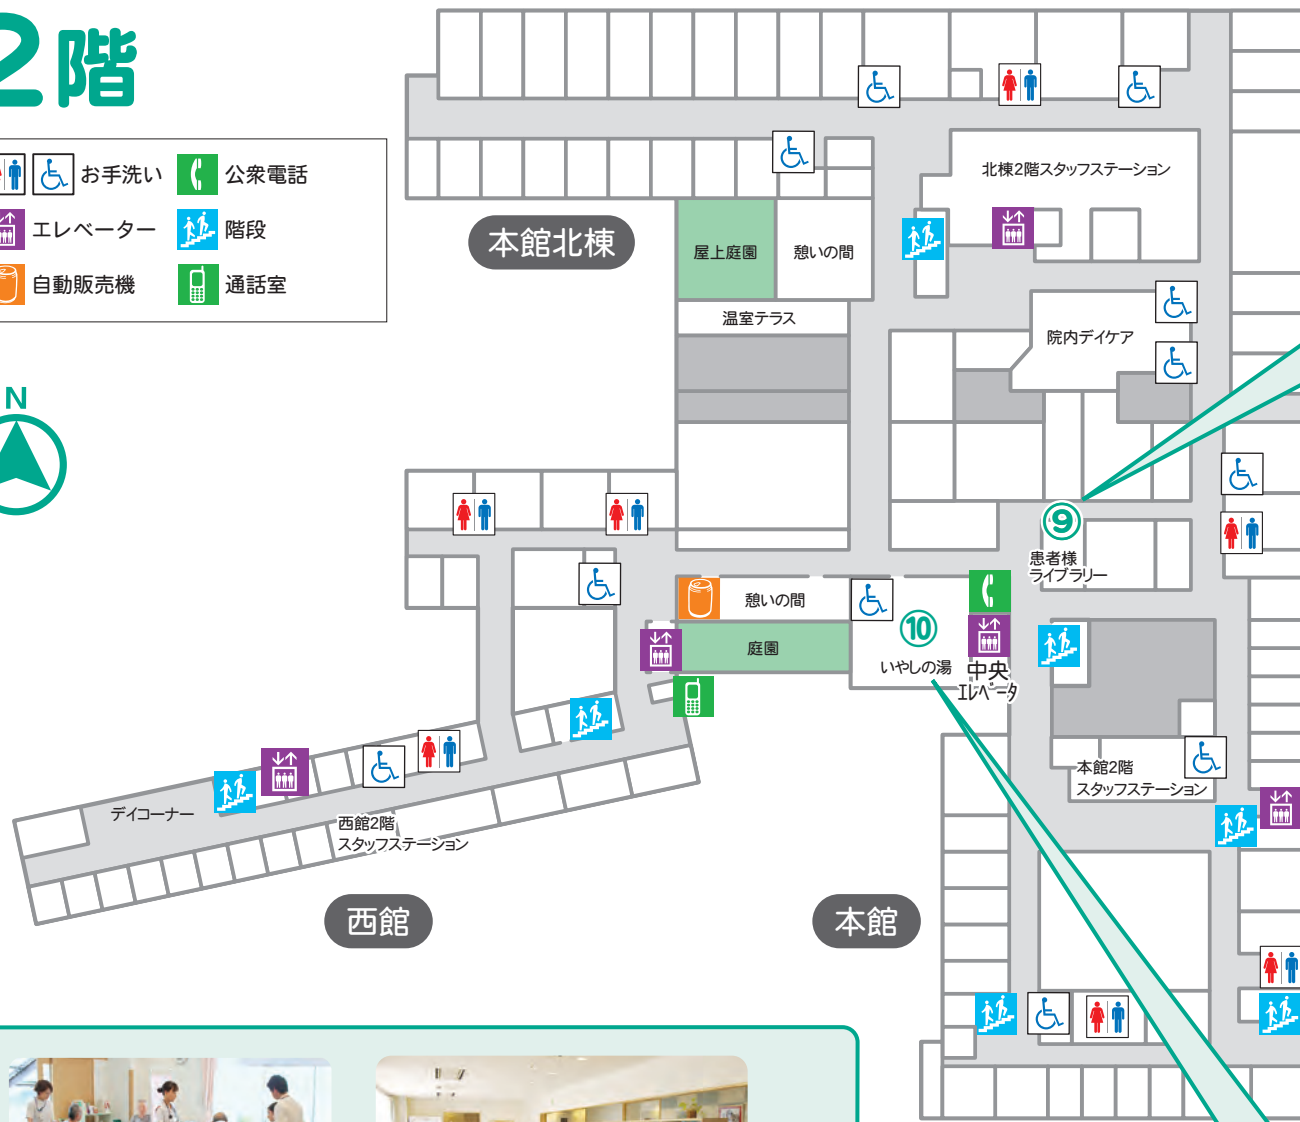 2階
お手洗い
公衆電話
エレベーター
階段
自動販売機
通話室
N
本館北棟
屋上庭園
憩いの間
温室テラス
北棟2階スタッフステーション
院内デイケア
⑨
患者様
ライブラリー
憩いの間
庭園
⑩
いやしの湯
中央
エレベータ
デイコーナー
西館2階
スタッフステーション
本館2階
スタッフステーション
西館
本館